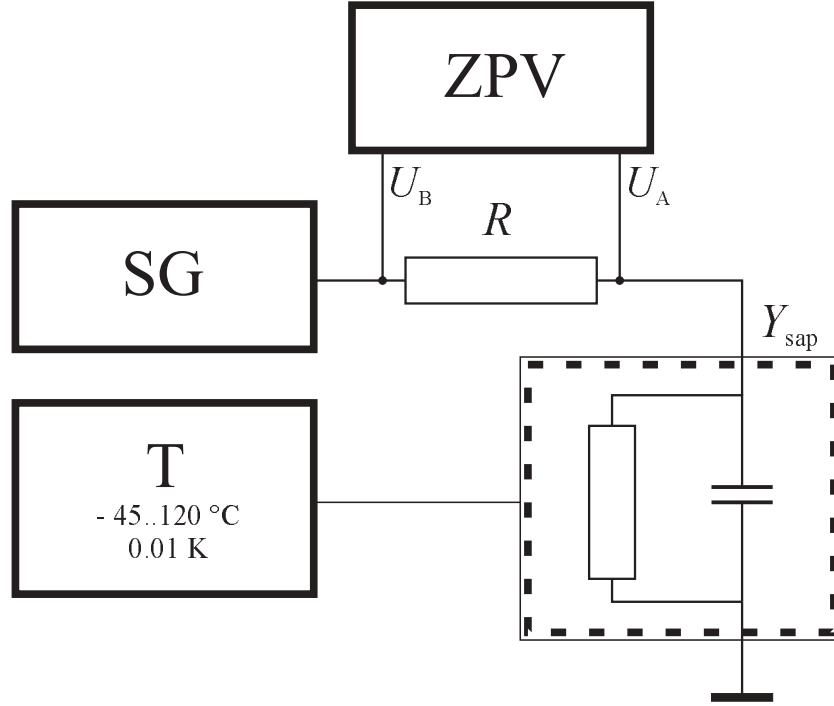 ZPV
U_B
U_A
R
SG
Y_sap
T
- 45..120 °C
0.01 K